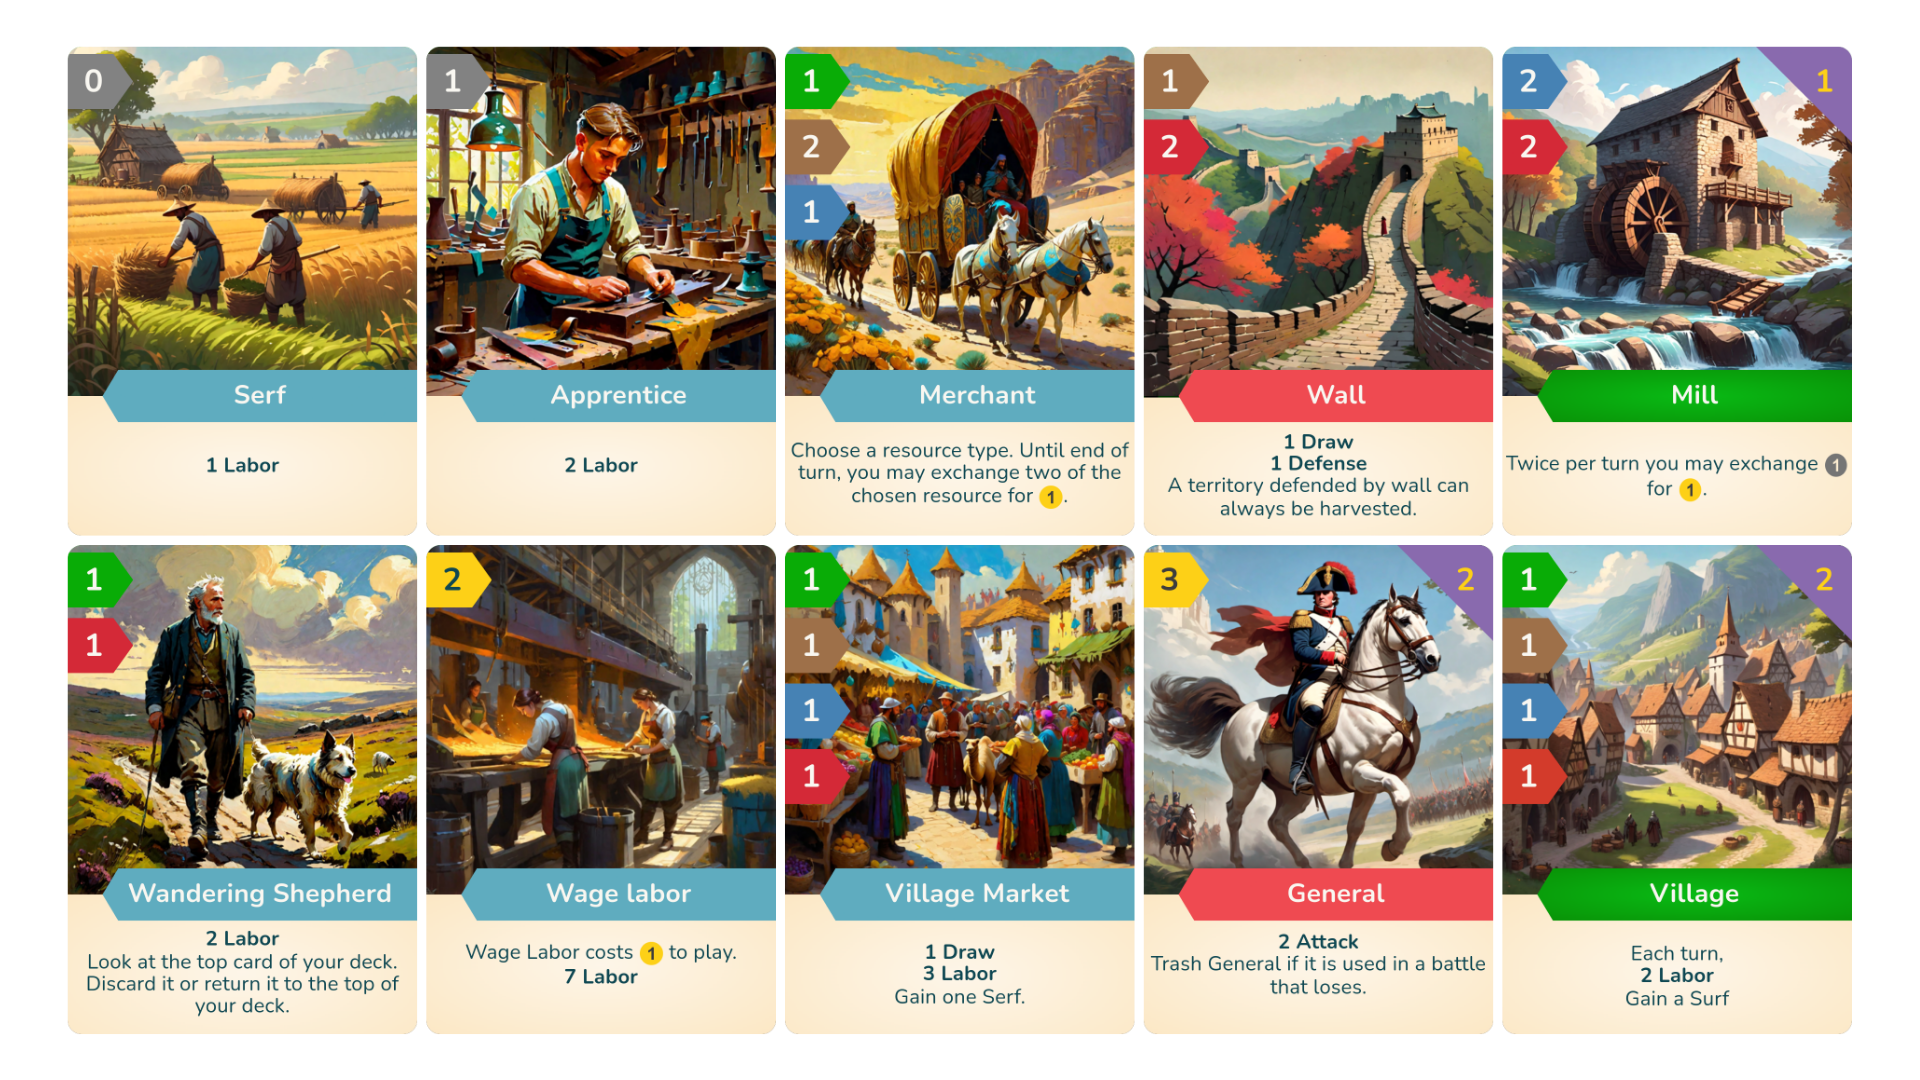 0
Serf
1 Labor
1
Apprentice
2 Labor
1
2
1
Merchant
Choose a resource type. Until end of
turn, you may exchange two of the
chosen resource for 1.
1
2
Wall
1 Draw
1 Defense
A territory defended by wall can
always be harvested.
2
1
2
Mill
Twice per turn you may exchange 1
for 1.
1
1
Wandering Shepherd
2 Labor
Look at the top card of your deck.
Discard it or return it to the top of
your deck.
2
Wage labor
Wage Labor costs 1 to play.
7 Labor
1
1
1
1
Village Market
1 Draw
3 Labor
Gain one Serf.
3
2
General
2 Attack
Trash General if it is used in a battle
that loses.
1
2
1
1
1
Village
Each turn,
2 Labor
Gain a Surf